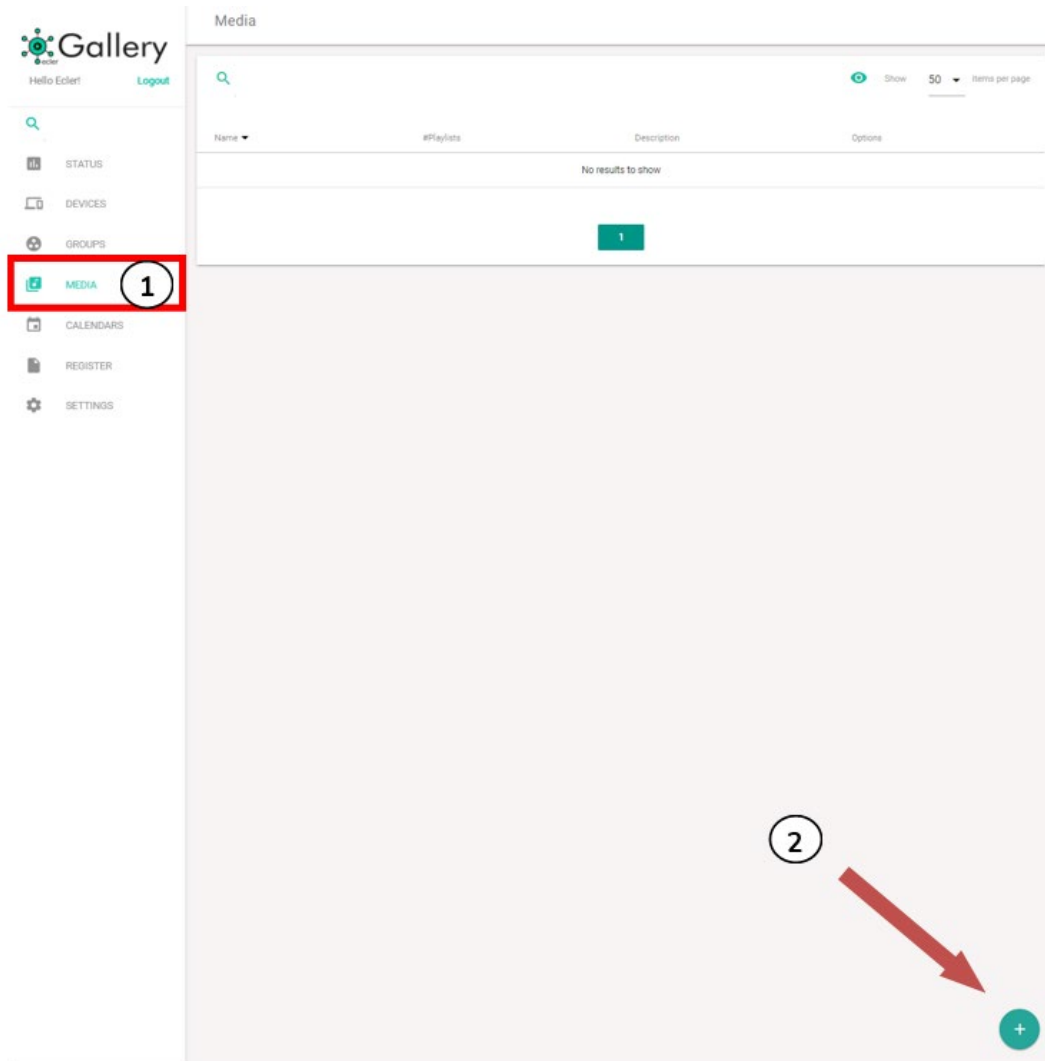 Media
Gallery
ecler
Hello Ecler! Logout
Show 50 items per page
Name #Playlists Description Options
No results to show
1
STATUS
DEVICES
GROUPS
MEDIA 1
CALENDARS
REGISTER
SETTINGS
2
+